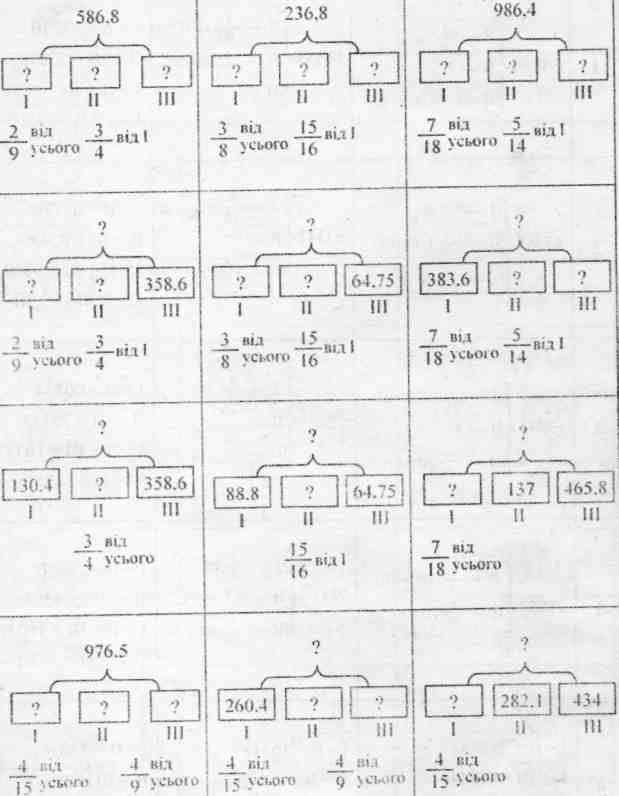 586.8
? ? ?
I II III
2/9 від усього 3/4 від I
236.8
? ? ?
I II III
3/8 від усього 15/16 від I
986.4
? ? ?
I II III
7/18 від усього 5/14 від I
?
? ? 358.6
I II III
2/9 від усього 3/4 від I
?
? ? 64.75
I II III
3/8 від усього 15/16 від I
?
383.6 ? ?
I II III
7/18 від усього 5/14 від I
?
130.4 ? 358.6
I II III
3/4 від усього
?
88.8 ? 64.75
I II III
15/16 від I
?
? 137 465.8
I II III
7/18 від усього
976.5
? ? ?
I II III
4/15 від усього 4/9 від усього
?
260.4 ? ?
I II III
4/15 від усього 4/9 від усього
?
? 282.1 434
I II III
4/15 від усього